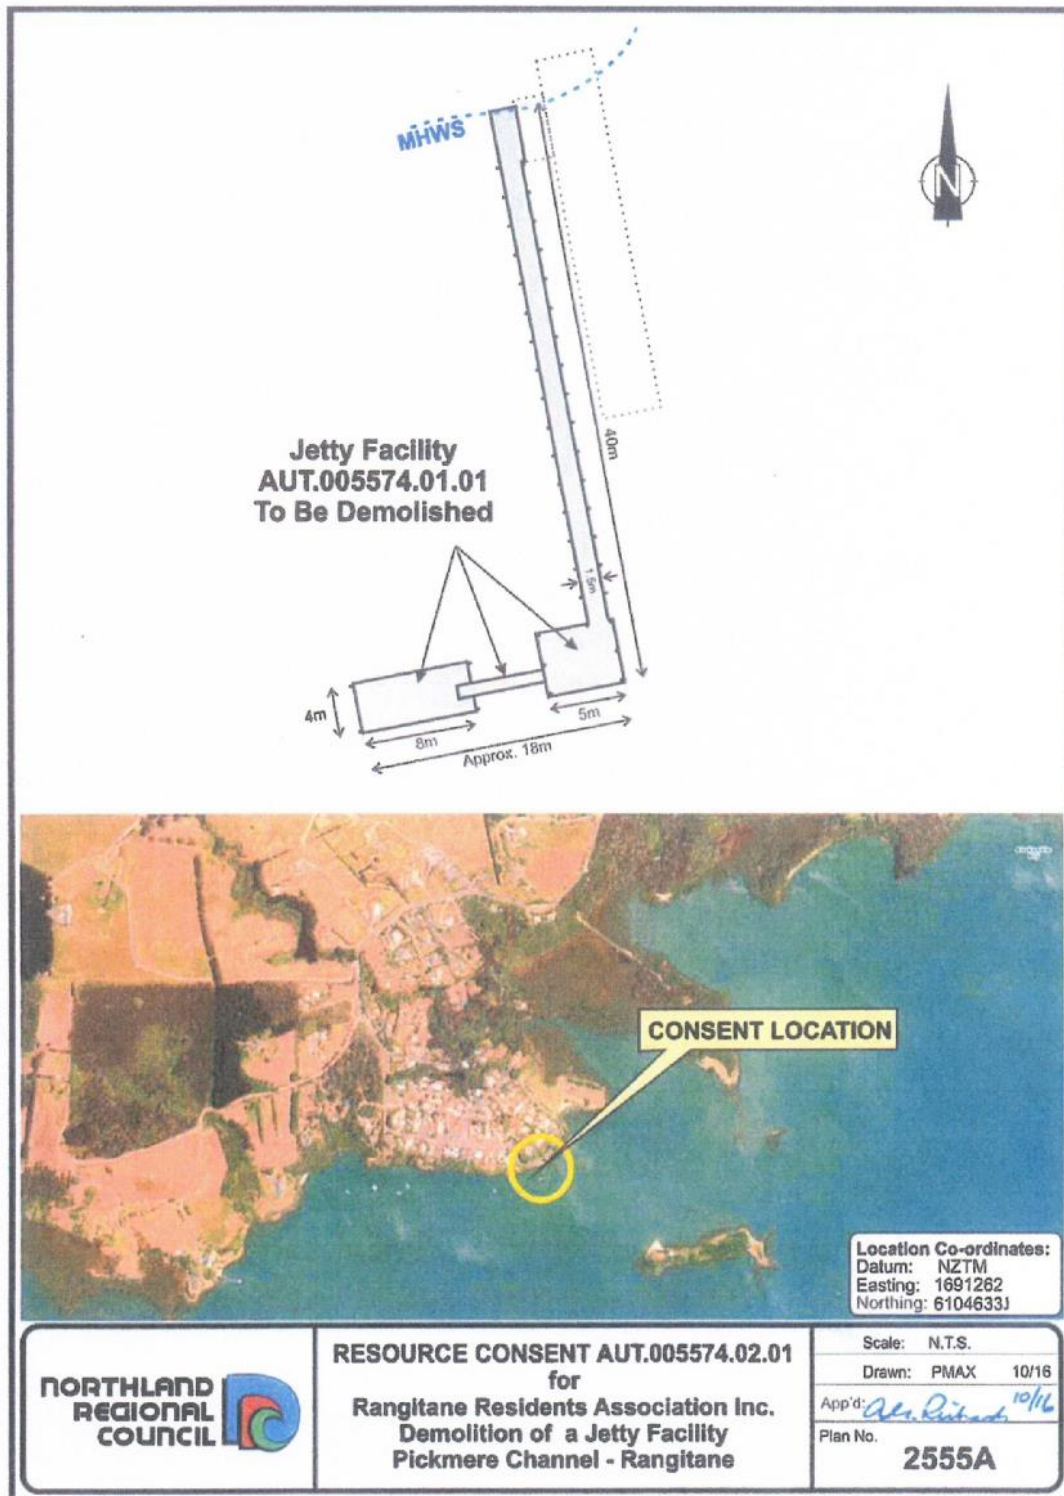 MHWS
N
40m
Jetty Facility
AUT.005574.01.01
To Be Demolished
1.5m
4m
8m
5m
Approx. 18m
CONSENT LOCATION
Location Co-ordinates:
Datum: NZTM
Easting: 1691262
Northing: 6104633J
NORTHLAND
REGIONAL
COUNCIL
RESOURCE CONSENT AUT.005574.02.01
for
Rangitane Residents Association Inc.
Demolition of a Jetty Facility
Pickmere Channel - Rangitane
Scale: N.T.S.
Drawn: PMAX 10/16
App'd: 10/16
Plan No.
2555A